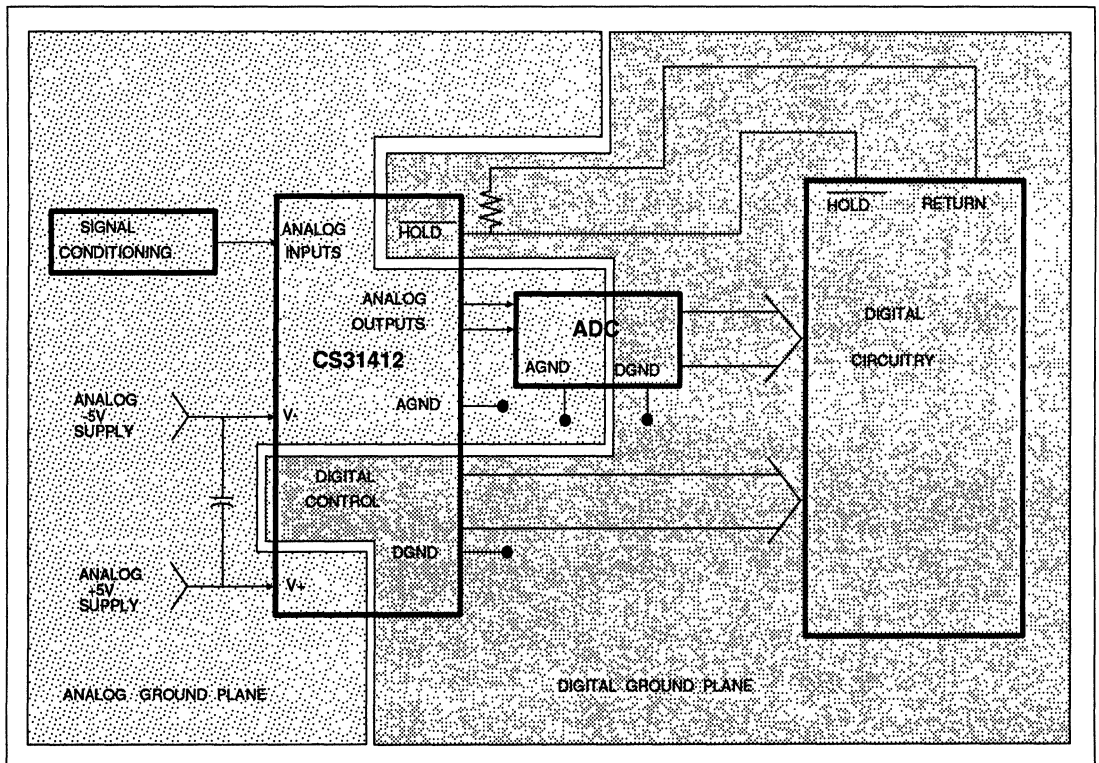 SIGNAL
CONDITIONING
ANALOG
INPUTS
HOLD
HOLD
RETURN
ANALOG
OUTPUTS
CS31412
ADC
AGND
DGND
DIGITAL
CIRCUITRY
ANALOG
-5V
SUPPLY
V-
AGND
DIGITAL
CONTROL
DGND
ANALOG
+5V
SUPPLY
V+
ANALOG GROUND PLANE
DIGITAL GROUND PLANE